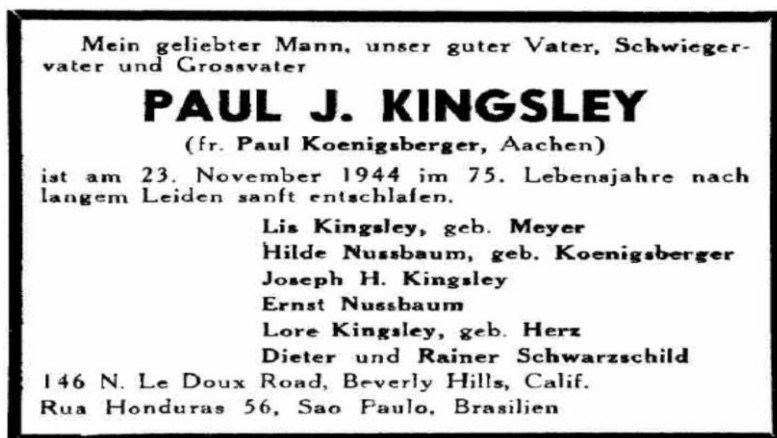 Mein geliebter Mann, unser guter Vater, Schwieger-
vater und Grossvater
PAUL J. KINGSLEY
(fr. Paul Koenigsberger, Aachen)
ist am 23. November 1944 im 75. Lebensjahre nach
langem Leiden sanft entschlafen.
Lis Kingsley, geb. Meyer
Hilde Nussbaum, geb. Koenigsberger
Joseph H. Kingsley
Ernst Nussbaum
Lore Kingsley, geb. Herz
Dieter und Rainer Schwarzschild
146 N. Le Doux Road, Beverly Hills, Calif.
Rua Honduras 56, Sao Paulo, Brasilien